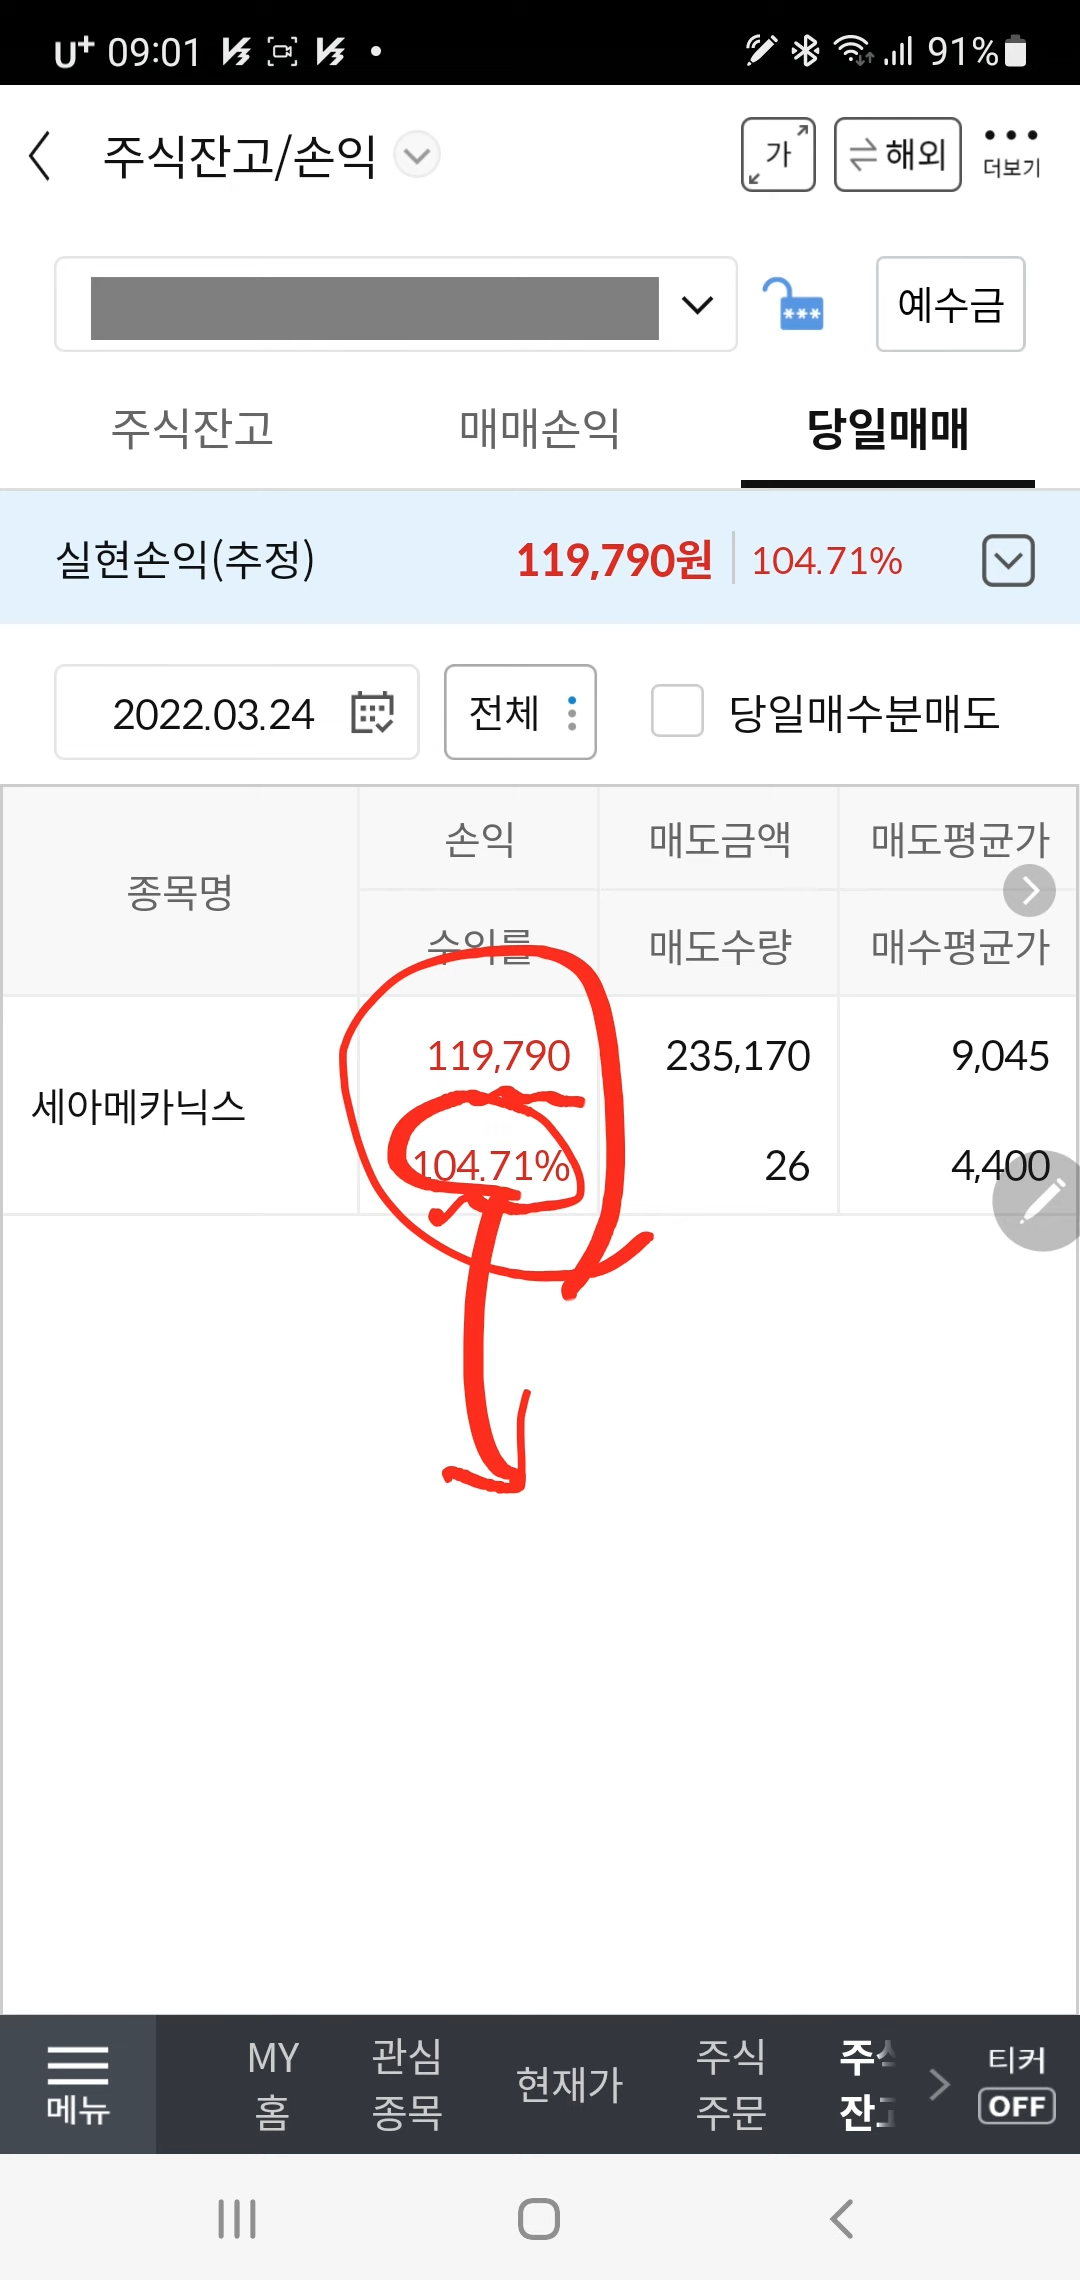 U+ 09:01
91%
주식잔고/손익
가
해외
더보기
***
예수금
주식잔고
매매손익
당일매매
실현손익(추정)
119,790원
104.71%
2022.03.24
전체
당일매수분매도
종목명
손익
매도금액
매도평균가
수익률
매도수량
매수평균가
세아메카닉스
119,790
235,170
9,045
104.71%
26
4,400
메뉴
MY
홈
관심
종목
현재가
주식
주문
주식
잔고
티커
OFF